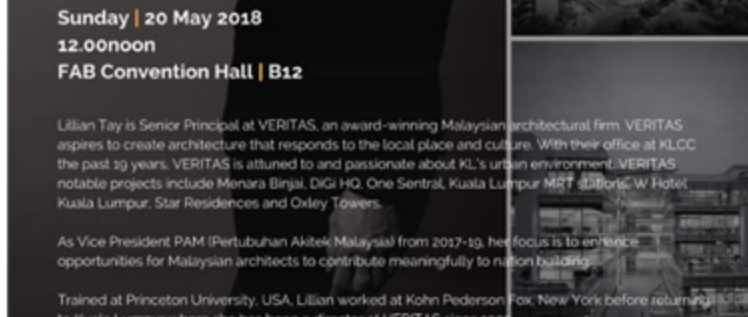 Sunday | 20 May 2018
12.00noon
FAB Convention Hall | B12
Lillian Tay is Senior Principal at VERITAS, an award-winning Malaysian architectural firm. VERITAS
aspires to create architecture that responds to the local place and culture. With their office at KLCC
the past 19 years, VERITAS is attuned to and passionate about KL's urban environment. VERITAS
notable projects include Menara Binjai, DiGi HQ, One Sentral, Kuala Lumpur MRT stations, W Hotel
Kuala Lumpur, Star Residences and Oxley Towers.
As Vice President PAM (Pertubuhan Akitek Malaysia) from 2017-19, her focus is to enhance
opportunities for Malaysian architects to contribute meaningfully to nation building.
Trained at Princeton University, USA, Lillian worked at Kohn Pederson Fox, New York before returning